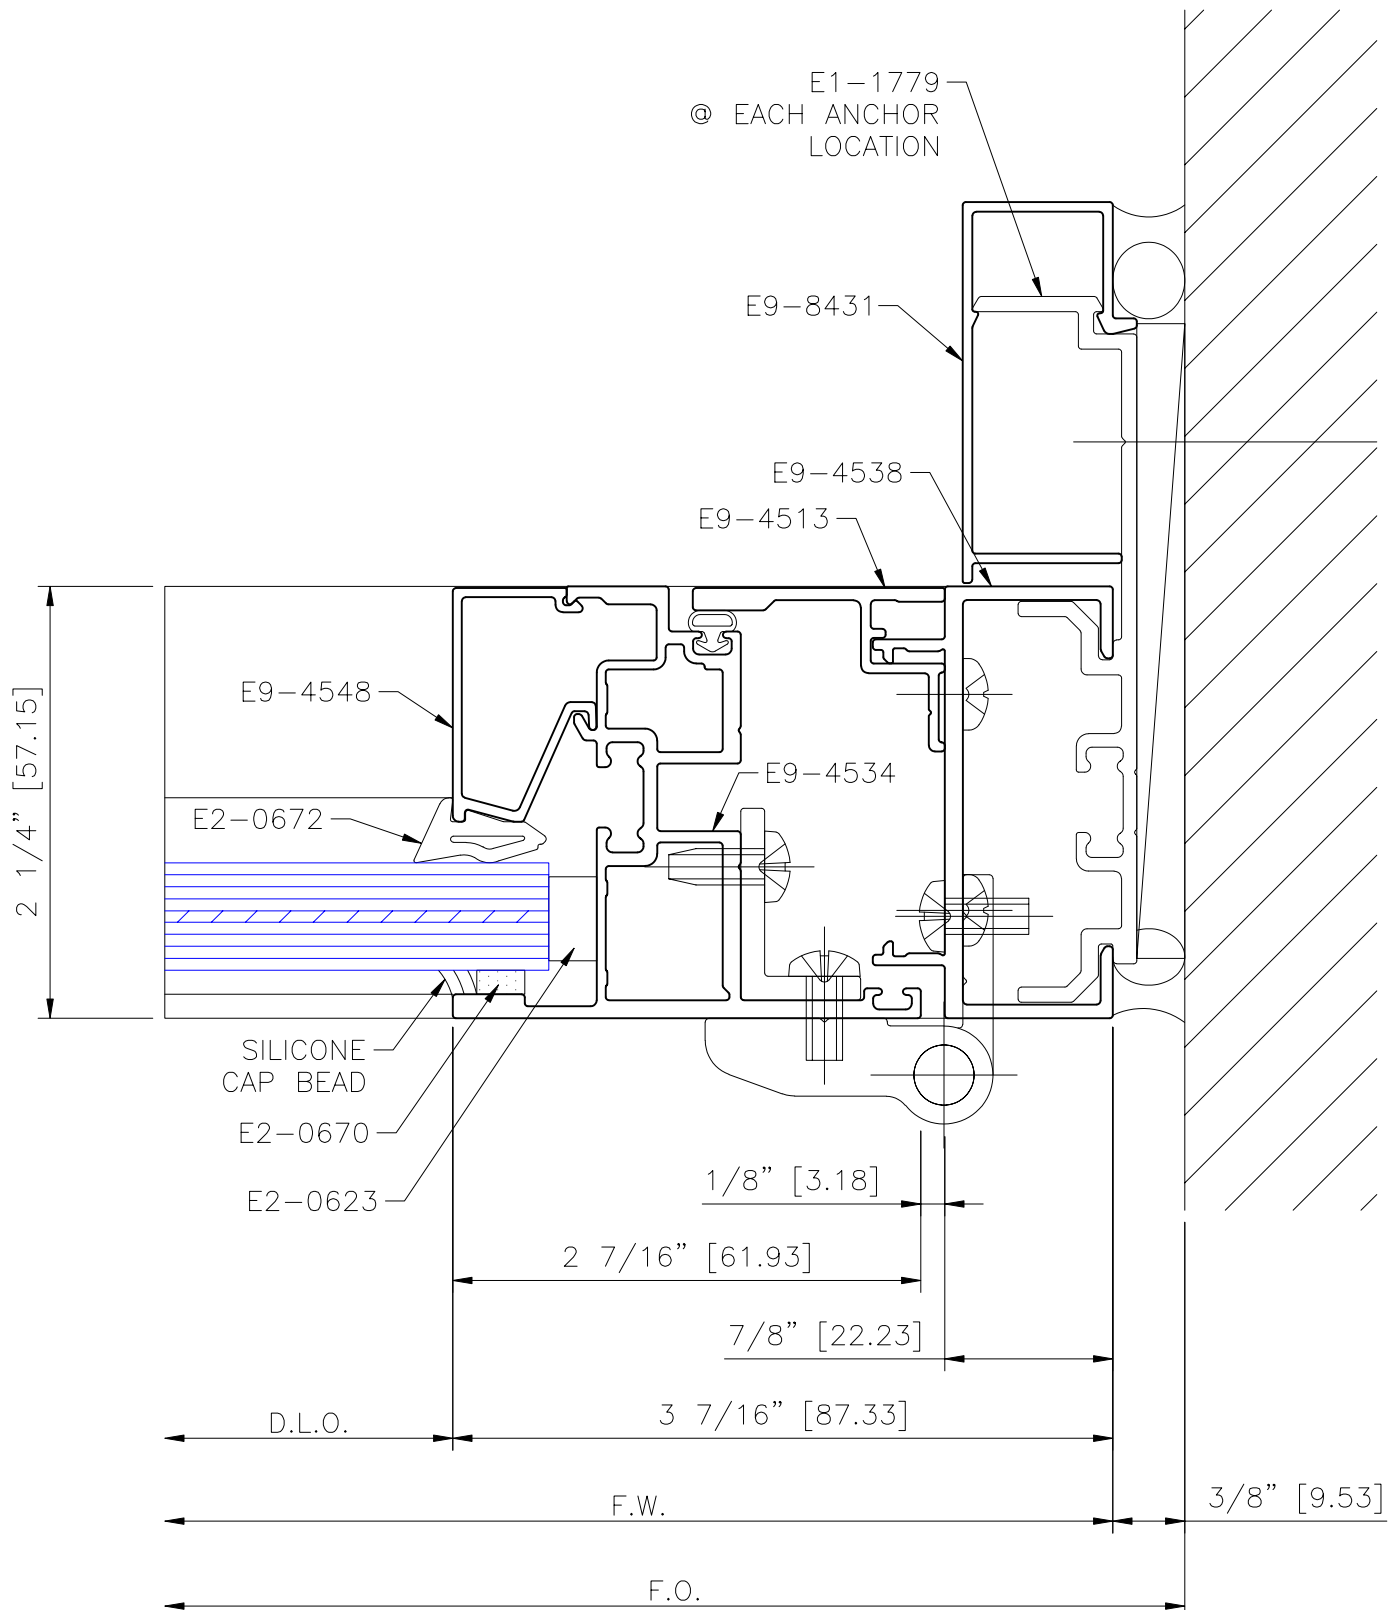 E1-1779
@ EACH ANCHOR
LOCATION
E9-8431
E9-4538
E9-4513
E9-4548
2 1/4" [57.15]
E9-4534
E2-0672
SILICONE
CAP BEAD
E2-0670
E2-0623
1/8" [3.18]
2 7/16" [61.93]
7/8" [22.23]
D.L.O.
3 7/16" [87.33]
F.W.
3/8" [9.53]
F.O.